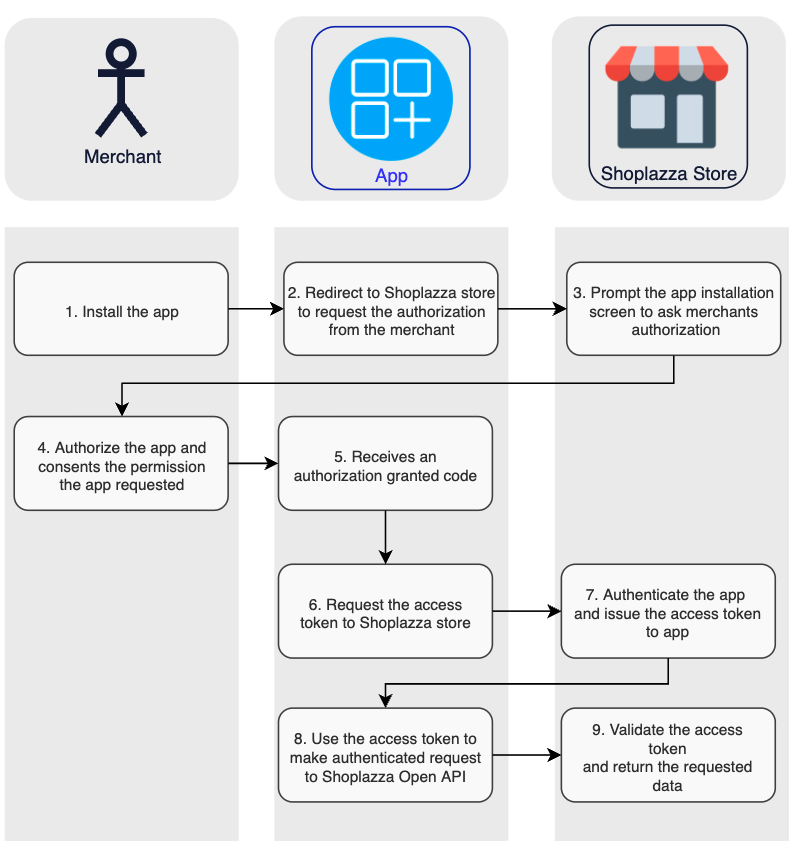 Merchant
App
Shoplazza Store
1. Install the app
2. Redirect to Shoplazza store
to request the authorization
from the merchant
3. Prompt the app installation
screen to ask merchants
authorization
4. Authorize the app and
consents the permission
the app requested
5. Receives an
authorization granted code
6. Request the access
token to Shoplazza store
7. Authenticate the app
and issue the access token
to app
8. Use the access token to
make authenticated request
to Shoplazza Open API
9. Validate the access
token
and return the requested
data